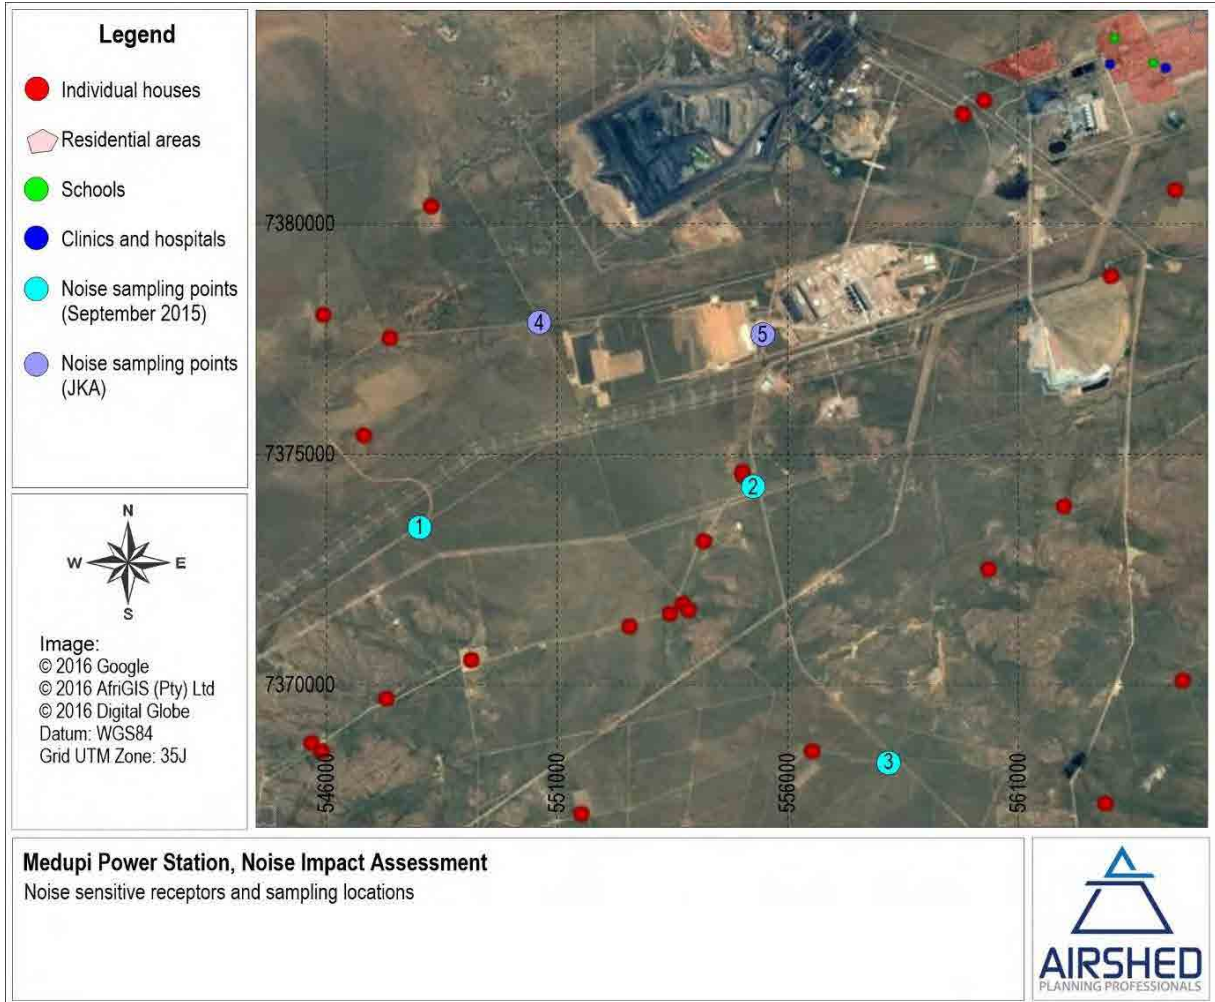 Legend
Individual houses
Residential areas
Schools
Clinics and hospitals
Noise sampling points
(September 2015)
Noise sampling points
(JKA)
N
W
E
S
Image:
© 2016 Google
© 2016 AfriGIS (Pty) Ltd
© 2016 Digital Globe
Datum: WGS84
Grid UTM Zone: 35J
7380000
4
5
7375000
2
1
7370000
3
546000
551000
556000
561000
Medupi Power Station, Noise Impact Assessment
Noise sensitive receptors and sampling locations
AIRSHED
PLANNING PROFESSIONALS